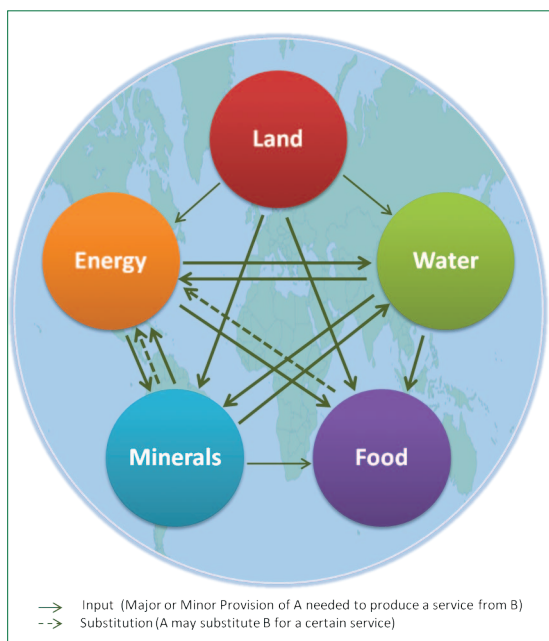 Land
Energy
Water
Minerals
Food
Input (Major or Minor Provision of A needed to produce a service from B)
Substitution (A may substitute B for a certain service)